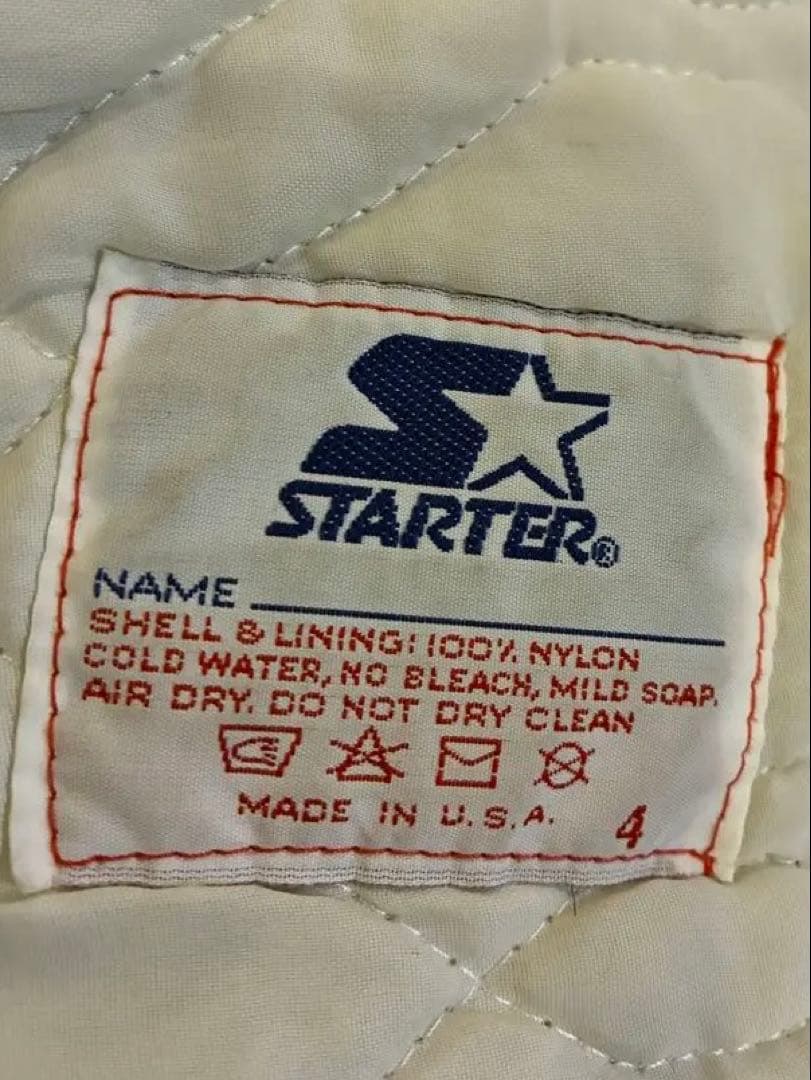 STARTER®
NAME
SHELL & LINING: 100% NYLON
COLD WATER, NO BLEACH, MILD SOAP.
AIR DRY. DO NOT DRY CLEAN
MADE IN U.S.A. 4